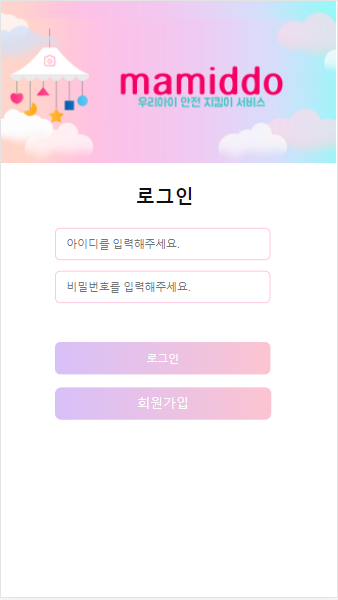 mamiddo
우리아이 안전 지킴이 서비스
로그인
아이디를 입력해주세요.
비밀번호를 입력해주세요.
로그인
회원가입